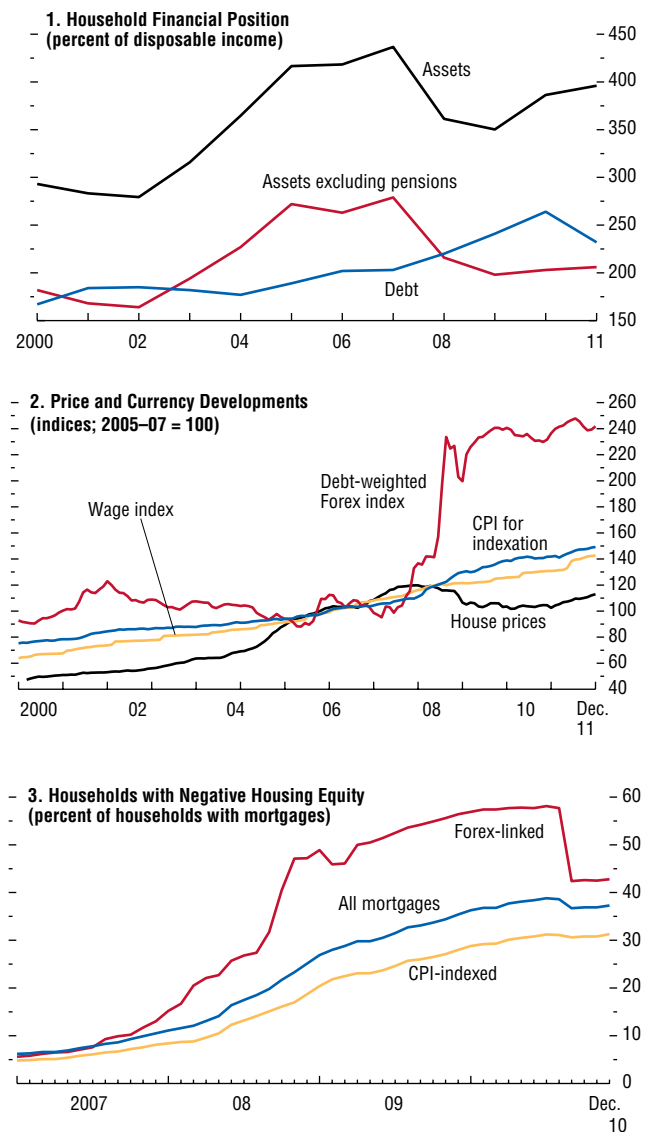 1. Household Financial Position
(percent of disposable income)
450
400
350
300
250
200
150
Assets
Assets excluding pensions
Debt
2000
02
04
06
08
10
11
2. Price and Currency Developments
(indices; 2005–07 = 100)
260
240
220
200
180
160
140
120
100
80
60
40
Debt-weighted
Forex index
Wage index
CPI for
indexation
House prices
2000
02
04
06
08
10
Dec.
11
3. Households with Negative Housing Equity
(percent of households with mortgages)
60
50
40
30
20
10
0
Forex-linked
All mortgages
CPI-indexed
2007
08
09
Dec.
10